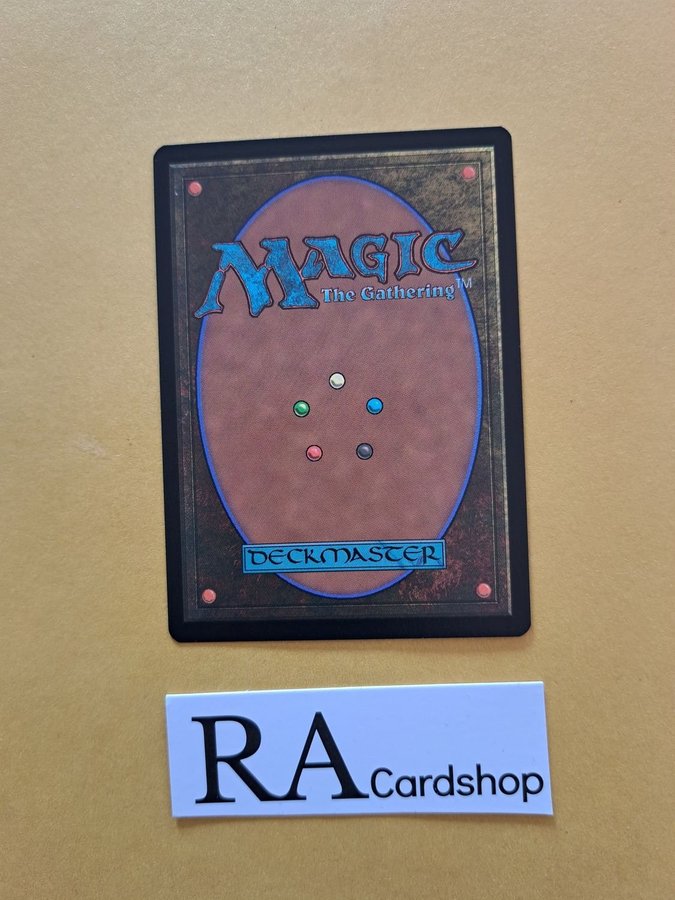 MAGIC
The Gathering™
DECKMASTER
RA Cardshop